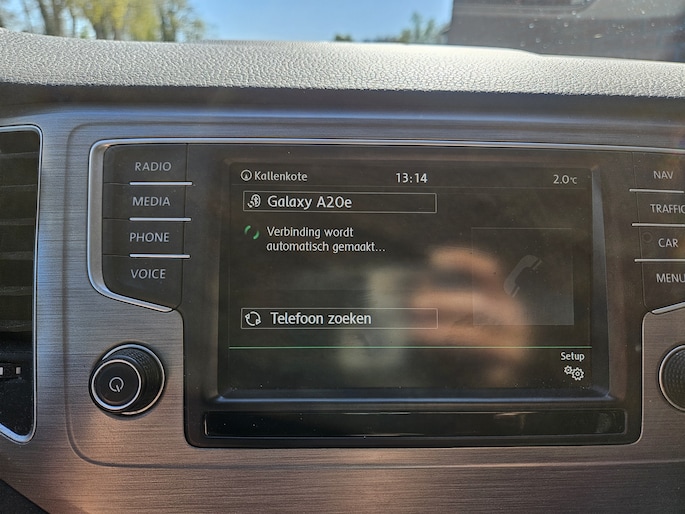 RADIO
MEDIA
PHONE
VOICE
Kallenkote
13:14
2.0°C
Galaxy A20e
Verbinding wordt
automatisch gemaakt...
Telefoon zoeken
Setup
NAV
TRAFFIC
CAR
MENU